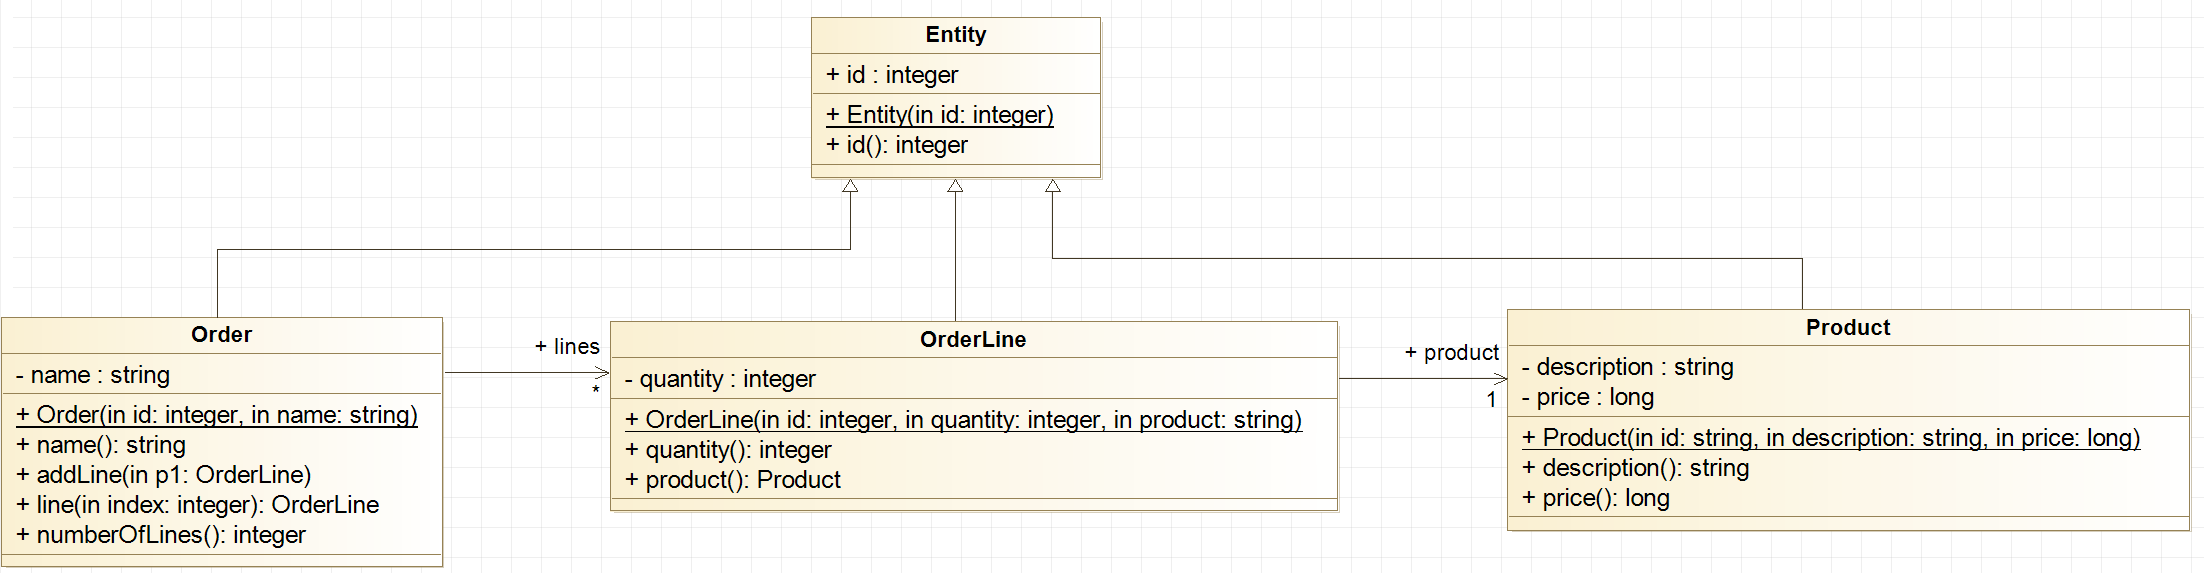 Entity
+ id : integer
+ Entity(in id: integer)
+ id(): integer
Order
- name : string
+ Order(in id: integer, in name: string)
+ name(): string
+ addLine(in p1: OrderLine)
+ line(in index: integer): OrderLine
+ numberOfLines(): integer
+ lines
*
OrderLine
- quantity : integer
+ OrderLine(in id: integer, in quantity: integer, in product: string)
+ quantity(): integer
+ product(): Product
+ product
1
Product
- description : string
- price : long
+ Product(in id: string, in description: string, in price: long)
+ description(): string
+ price(): long